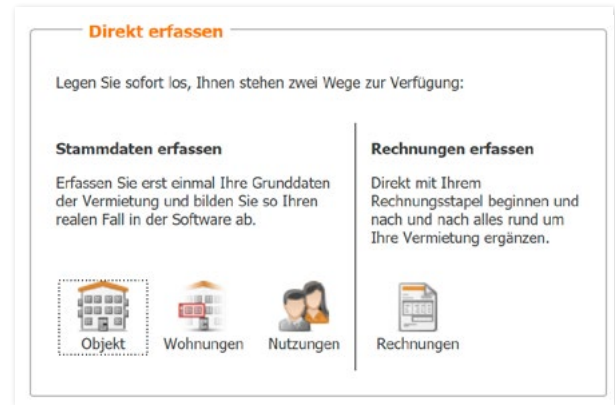 Direkt erfassen
Legen Sie sofort los, Ihnen stehen zwei Wege zur Verfügung:
Stammdaten erfassen
Erfassen Sie erst einmal Ihre Grunddaten
der Vermietung und bilden Sie so Ihren
realen Fall in der Software ab.
Objekt
Wohnungen
Nutzungen
Rechnungen erfassen
Direkt mit Ihrem
Rechnungsstapel beginnen und
nach und nach alles rund um
Ihre Vermietung ergänzen.
Rechnungen